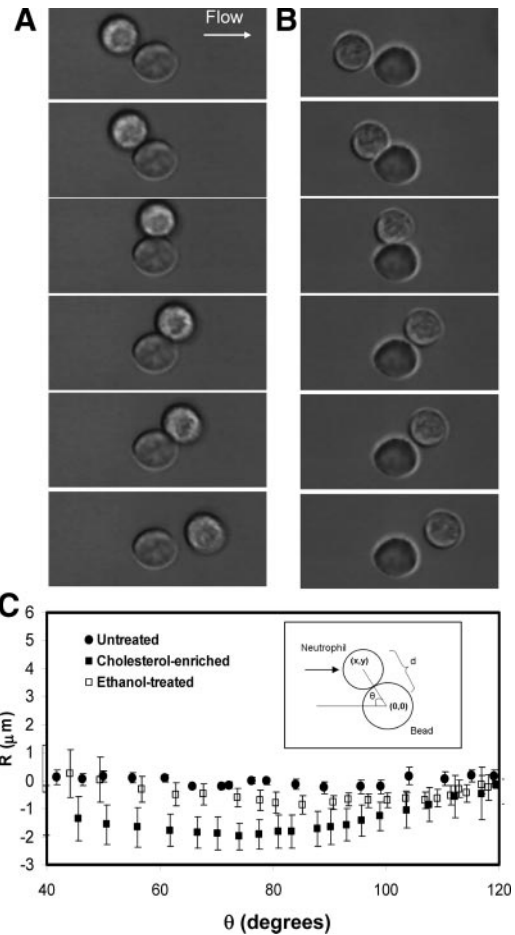 A
Flow
B
C
6
5
4
3
2
1
0
-1
-2
-3
R (μm)
Untreated
Cholesterol-enriched
Ethanol-treated
Neutrophil
(x,y)
d
θ
(0,0)
Bead
40
60
80
100
120
θ (degrees)